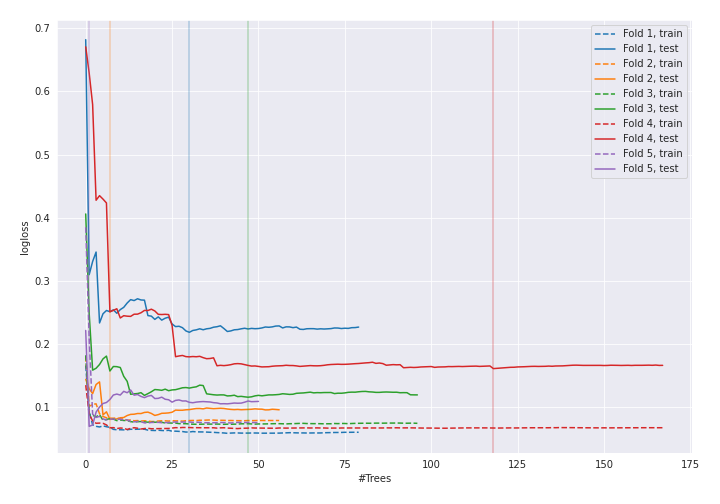 0.7
0.6
0.5
0.4
0.3
0.2
0.1
logloss
0
25
50
75
100
125
150
175
#Trees
Fold 1, train
Fold 1, test
Fold 2, train
Fold 2, test
Fold 3, train
Fold 3, test
Fold 4, train
Fold 4, test
Fold 5, train
Fold 5, test